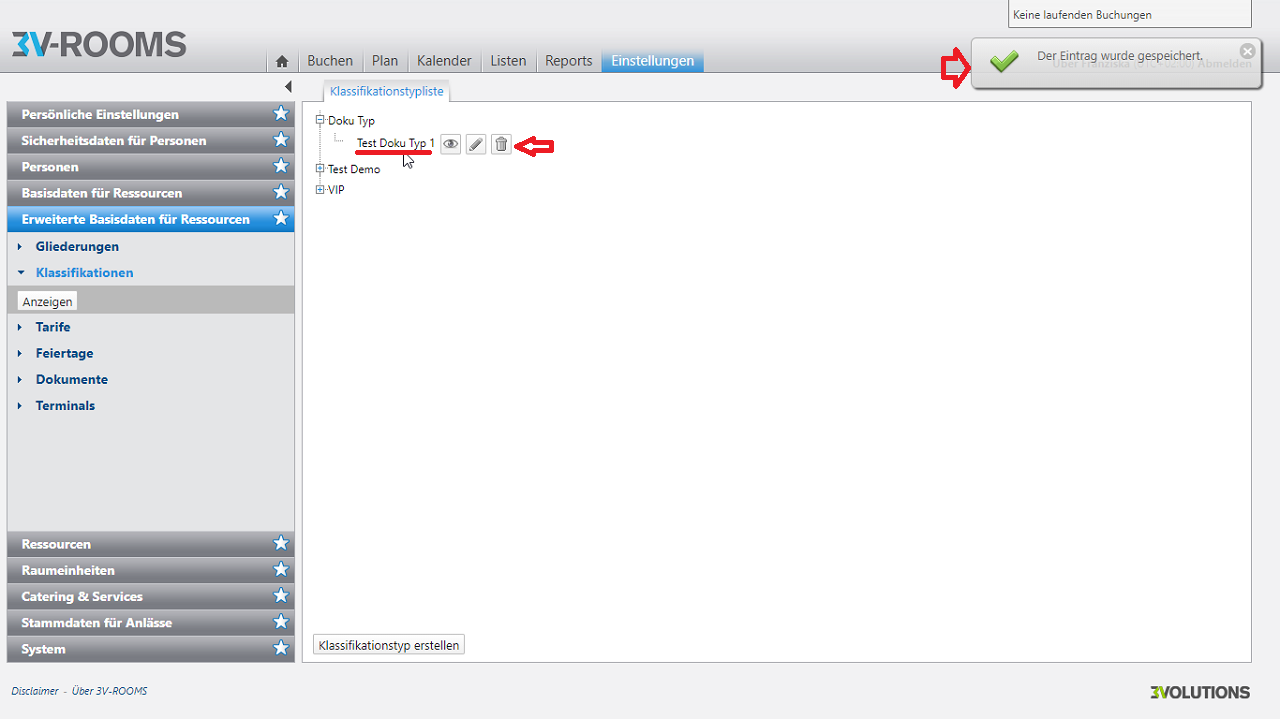 Keine laufenden Buchungen
3V-ROOMS
Buchen
Plan
Kalender
Listen
Reports
Einstellungen
Der Eintrag wurde gespeichert.
Abmelden
Persönliche Einstellungen
Sicherheitsdaten für Personen
Personen
Basisdaten für Ressourcen
Erweiterte Basisdaten für Ressourcen
Gliederungen
Klassifikationen
Anzeigen
Tarife
Feiertage
Dokumente
Terminals
Ressourcen
Raumeinheiten
Catering & Services
Stammdaten für Anlässe
System
Klassifikationstypliste
Doku Typ
Test Doku Typ 1
Test Demo
VIP
Klassifikationstyp erstellen
Disclaimer - Über 3V-ROOMS
3VOLUTIONS